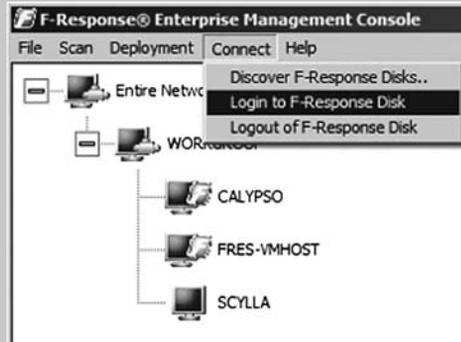 F-Response® Enterprise Management Console
File Scan Deployment Connect Help
Discover F-Response Disks..
Entire
Login to F-Response Disk
Logout of F-Response Disk
CALYPSO
FRES-VMHOST
SCYLLA